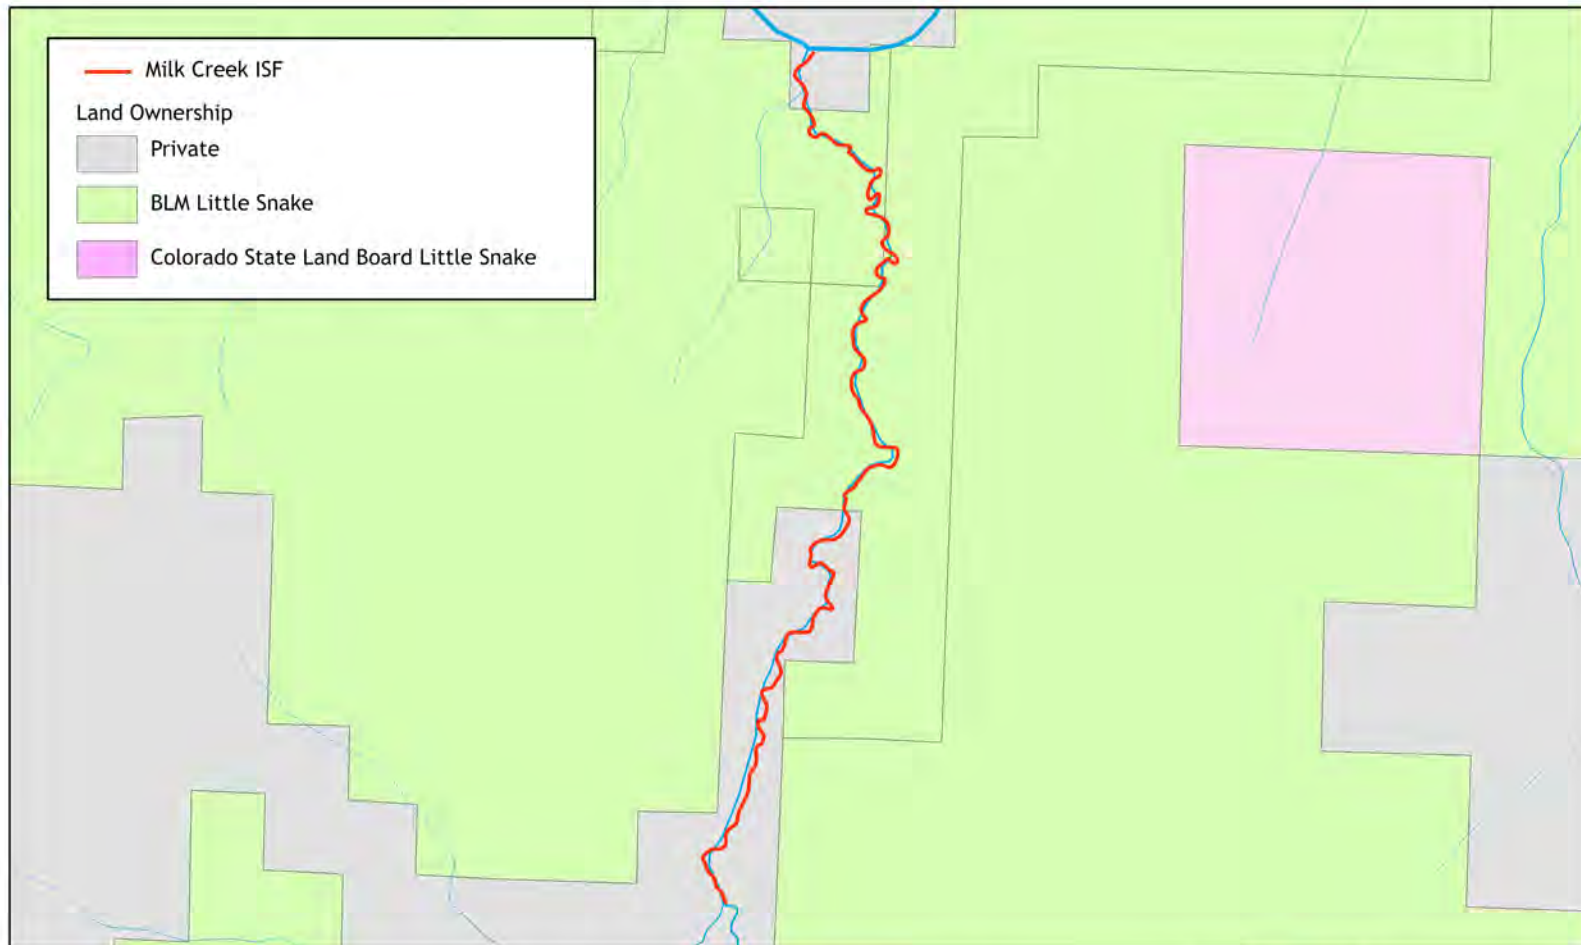 Milk Creek ISF
Land Ownership
Private
BLM Little Snake
Colorado State Land Board Little Snake